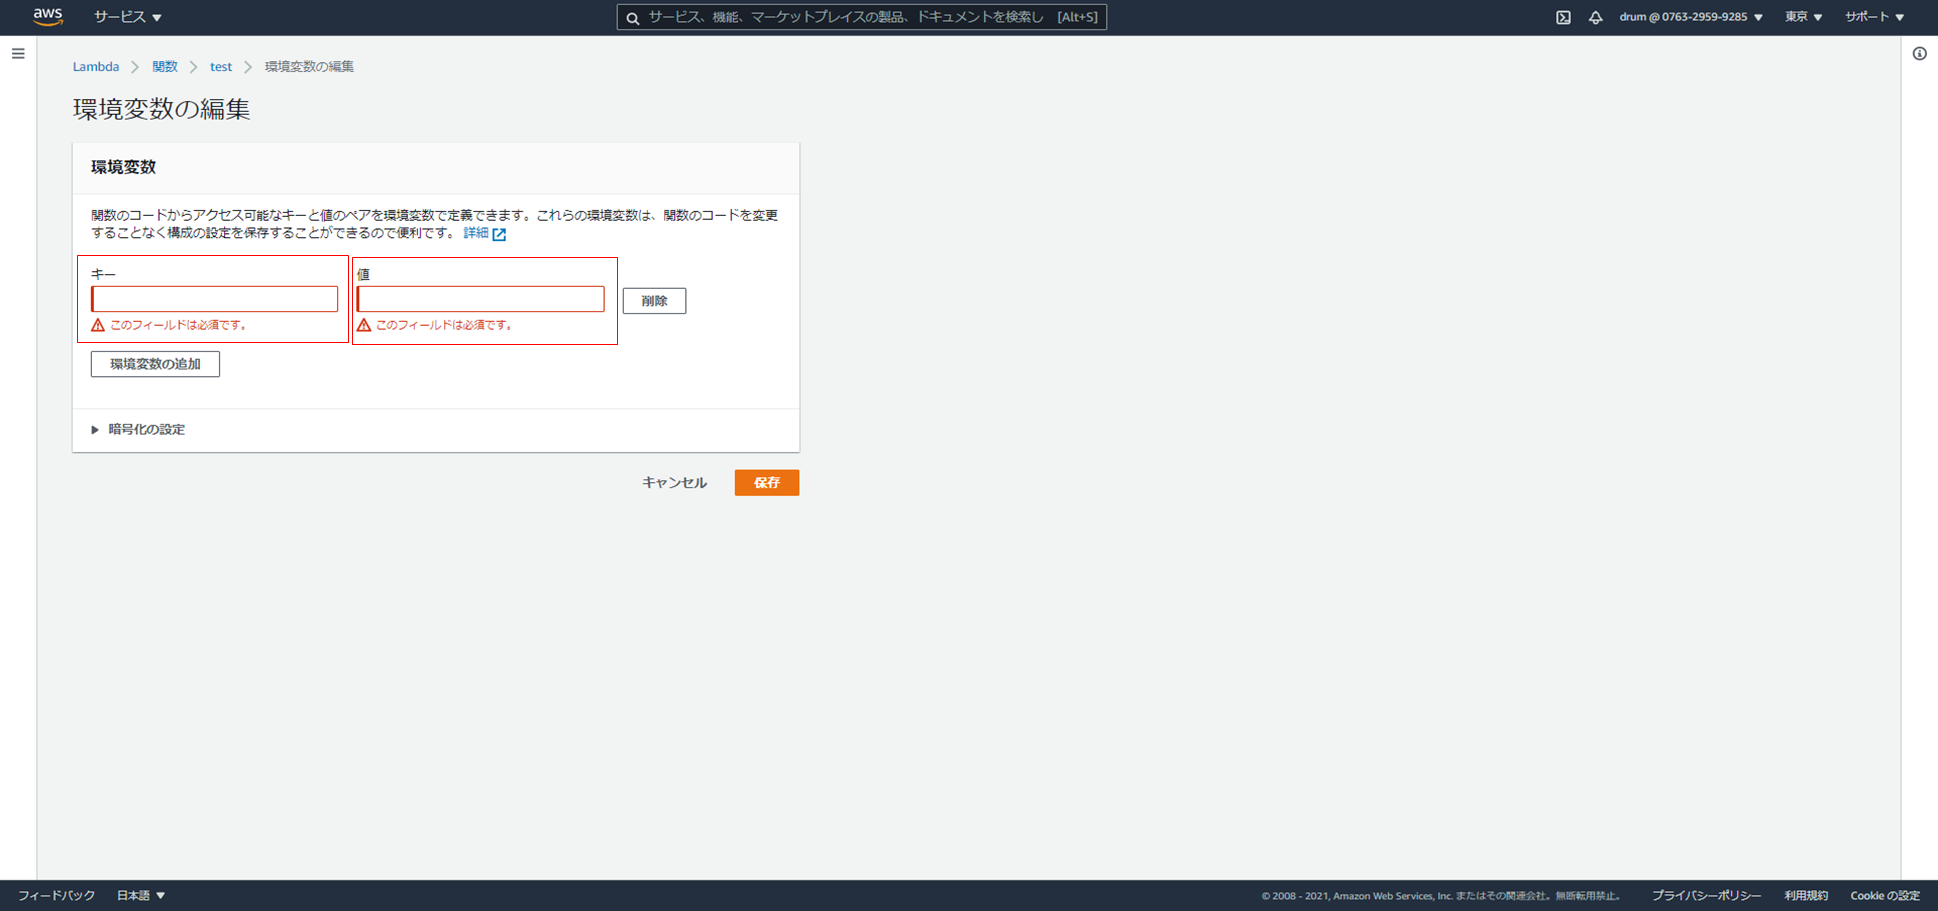 aws サービス サービス、機能、マーケットプレイスの製品、ドキュメントを検索し [Alt+S] drum @ 0763-2959-9285 東京 サポート
Lambda 関数 test 環境変数の編集
環境変数の編集
環境変数
関数のコードからアクセス可能なキーと値のペアを環境変数で定義できます。これらの環境変数は、関数のコードを変更
することなく構成の設定を保存することができるので便利です。 詳細
キー 値
削除
このフィールドは必須です。 このフィールドは必須です。
環境変数の追加
暗号化の設定
キャンセル 保存
フィードバック 日本語 © 2008 - 2021, Amazon Web Services, Inc. またはその関連会社。無断転用禁止。 プライバシーポリシー 利用規約 Cookie の設定